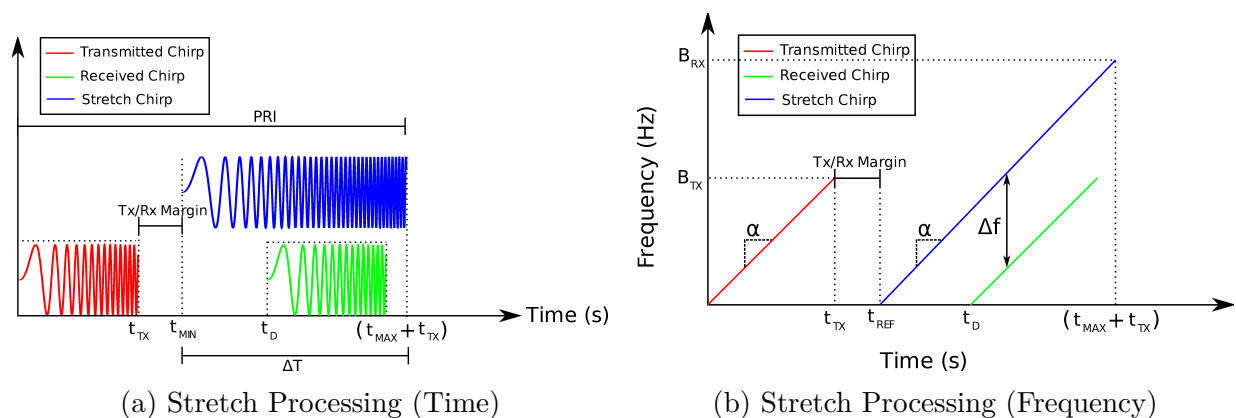 Transmitted Chirp
Received Chirp
Stretch Chirp
PRI
Tx/Rx Margin
t_TX
t_MIN
t_D
(t_MAX + t_TX)
Time (s)
ΔT
(a) Stretch Processing (Time)
Frequency (Hz)
B_RX
B_TX
Transmitted Chirp
Received Chirp
Stretch Chirp
Tx/Rx Margin
α
α
Δf
t_TX
t_REF
t_D
(t_MAX + t_TX)
Time (s)
(b) Stretch Processing (Frequency)